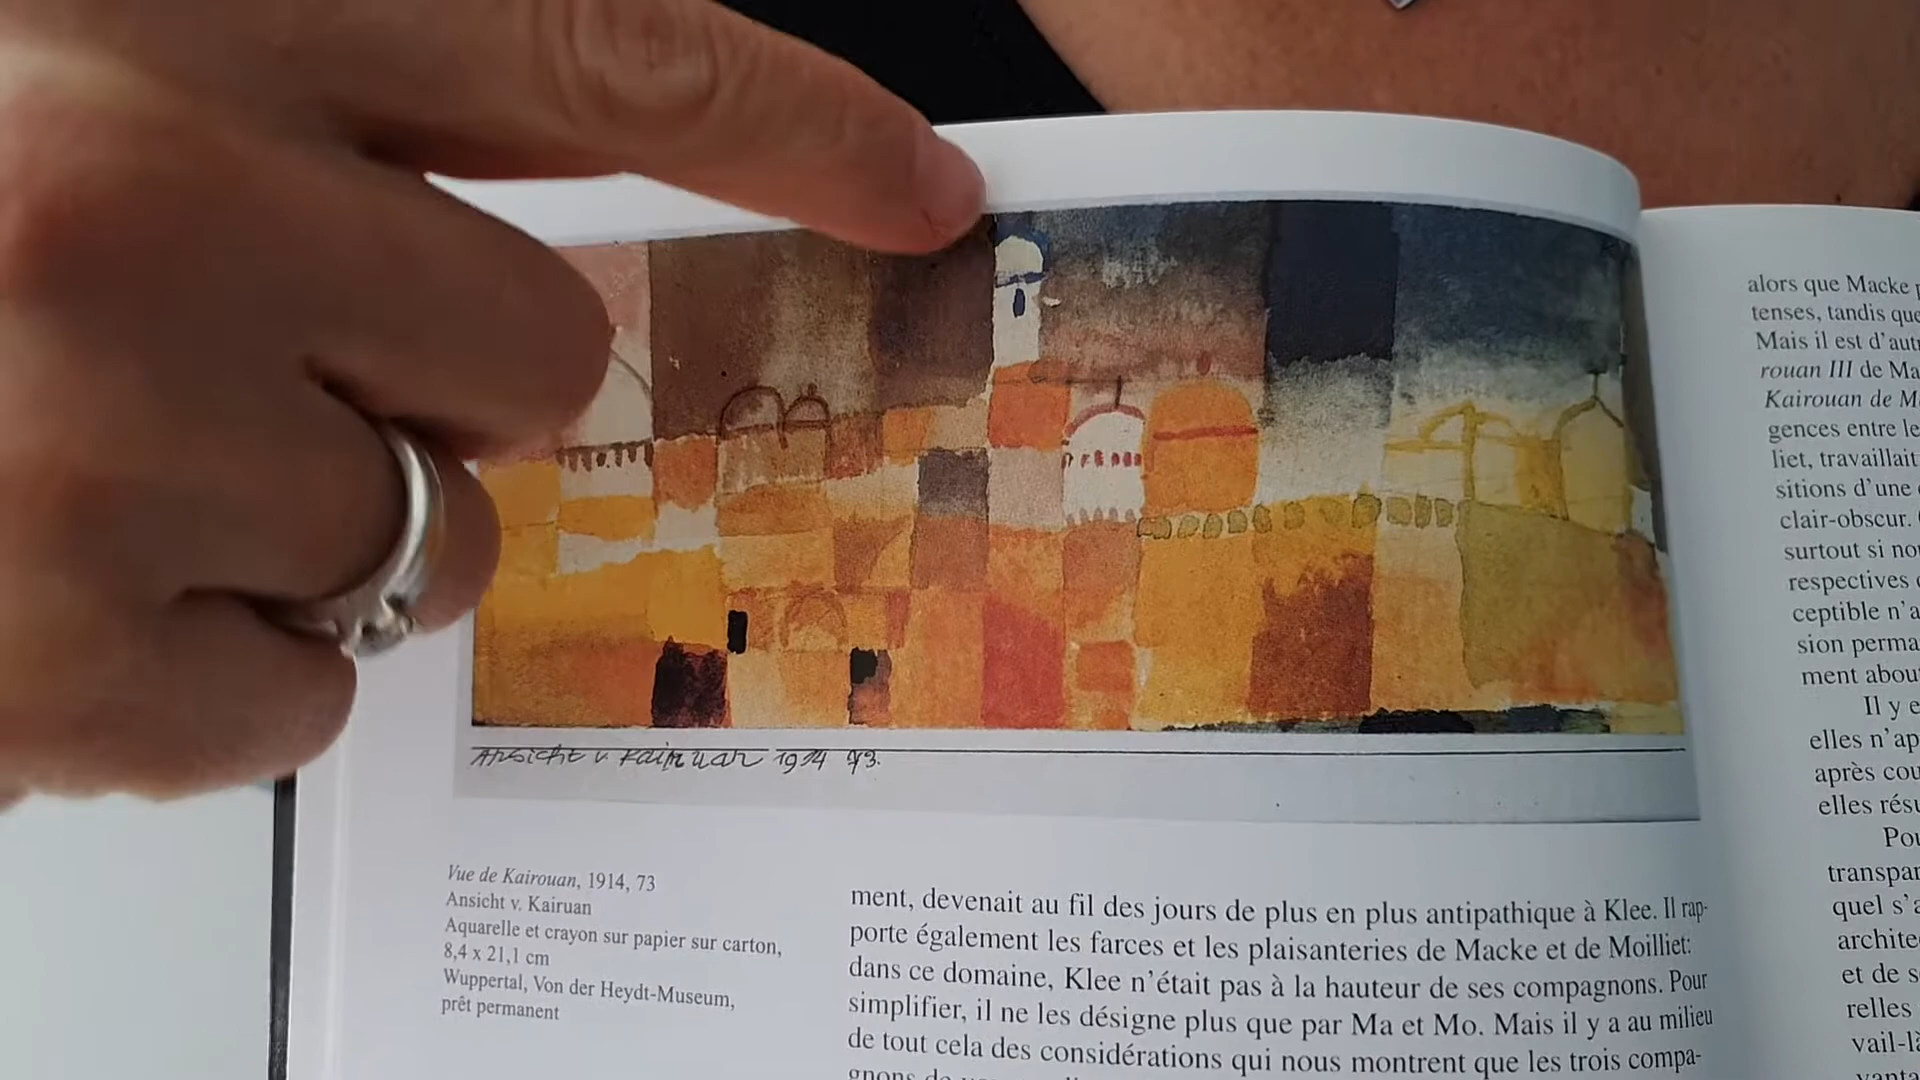 Ansicht v. Kairuan 1914 73.
Vue de Kairouan, 1914, 73
Ansicht v. Kairuan
Aquarelle et crayon sur papier sur carton,
8,4 x 21,1 cm
Wuppertal, Von der Heydt-Museum,
prêt permanent
ment, devenait au fil des jours de plus en plus antipathique à Klee. Il rap-
porte également les farces et les plaisanteries de Macke et de Moilliet:
dans ce domaine, Klee n'était pas à la hauteur de ses compagnons. Pour
simplifier, il ne les désigne plus que par Ma et Mo. Mais il y a au milieu
de tout cela des considérations qui nous montrent que les trois compa-
alors que Macke
tenses, tandis que
Mais il est d'autr
rouan III de Ma
Kairouan de M
gences entre le
liet, travaillait
sitions d'une
clair-obscur.
surtout si no
respectives
ceptible n'a
sion perma
ment abou
Il y e
elles n'ap
après cou
elles résu
Pou
transpar
quel s'a
archite
et de s
relles
vail-là